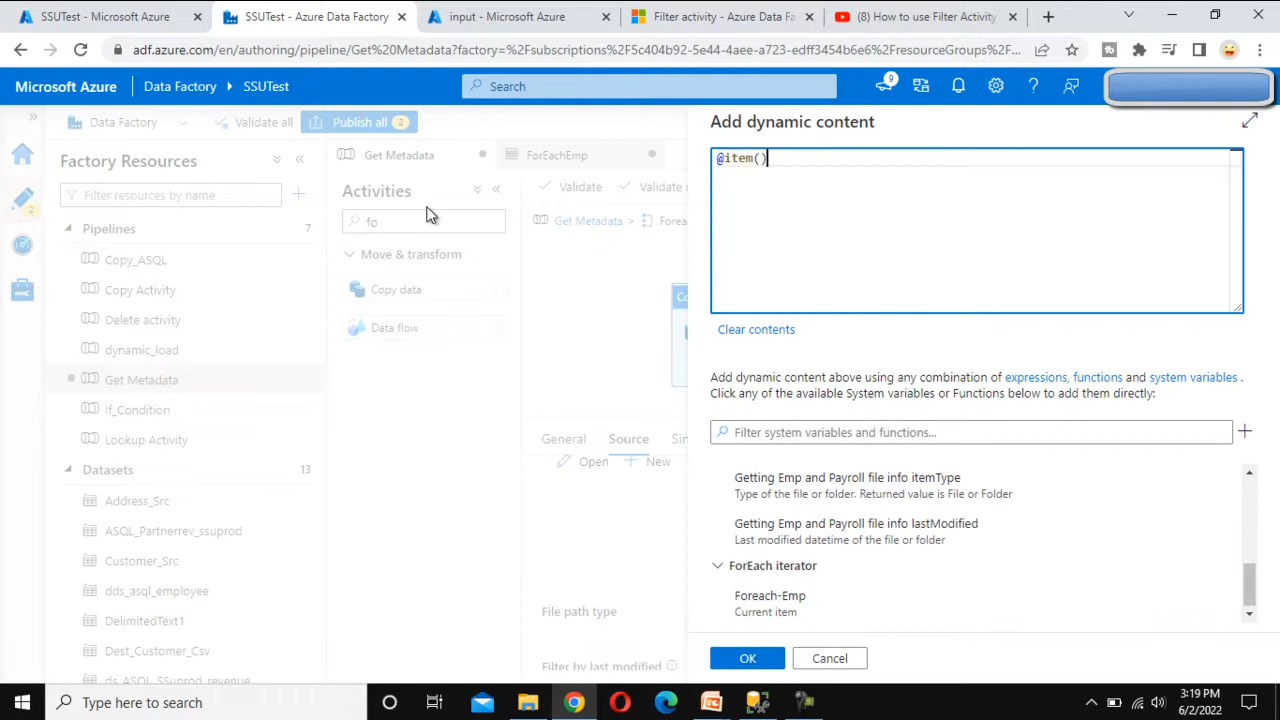 SSUTest - Microsoft Azure
SSUTest - Azure Data Factory
input - Microsoft Azure
Filter activity - Azure Data Fa
(8) How to use Filter Activity
adf.azure.com/en/authoring/pipeline/Get%20Metadata?factory=%2Fsubscriptions%2F5c404b92-5e44-4aee-a723-edff3454b6e6%2FresourceGroups%2F...
Microsoft Azure
Data Factory
SSUTest
Search
9
Data Factory
Validate all
Publish all
2
Factory Resources
Filter resources by name
2
Pipelines
7
Copy_ASQL
Copy Activity
Delete activity
dynamic_load
Get Metadata
If_Condition
Lookup Activity
Datasets
13
Address_Src
ASQL_Partnerrev_ssuprod
Customer_Src
dds_asql_employee
DelimitedText1
Dest_Customer_Csv
ds_ASQL_SSuprod_revenue
Get Metadata
ForEachEmp
Activities
fo
Move & transform
Copy data
Data flow
Validate
Validate c
Get Metadata
>
Forea
Co
General
Source
Sin
Open
New
File path type
Filter by last modified
Add dynamic content
@item()
Clear contents
Add dynamic content above using any combination of expressions, functions and system variables .
Click any of the available System variables or Functions below to add them directly:
Filter system variables and functions...
Getting Emp and Payroll file info itemType
Type of the file or folder. Returned value is File or Folder
Getting Emp and Payroll file info lastModified
Last modified datetime of the file or folder
ForEach iterator
Foreach-Emp
Current item
OK
Cancel
Type here to search
3:19 PM
6/2/2022